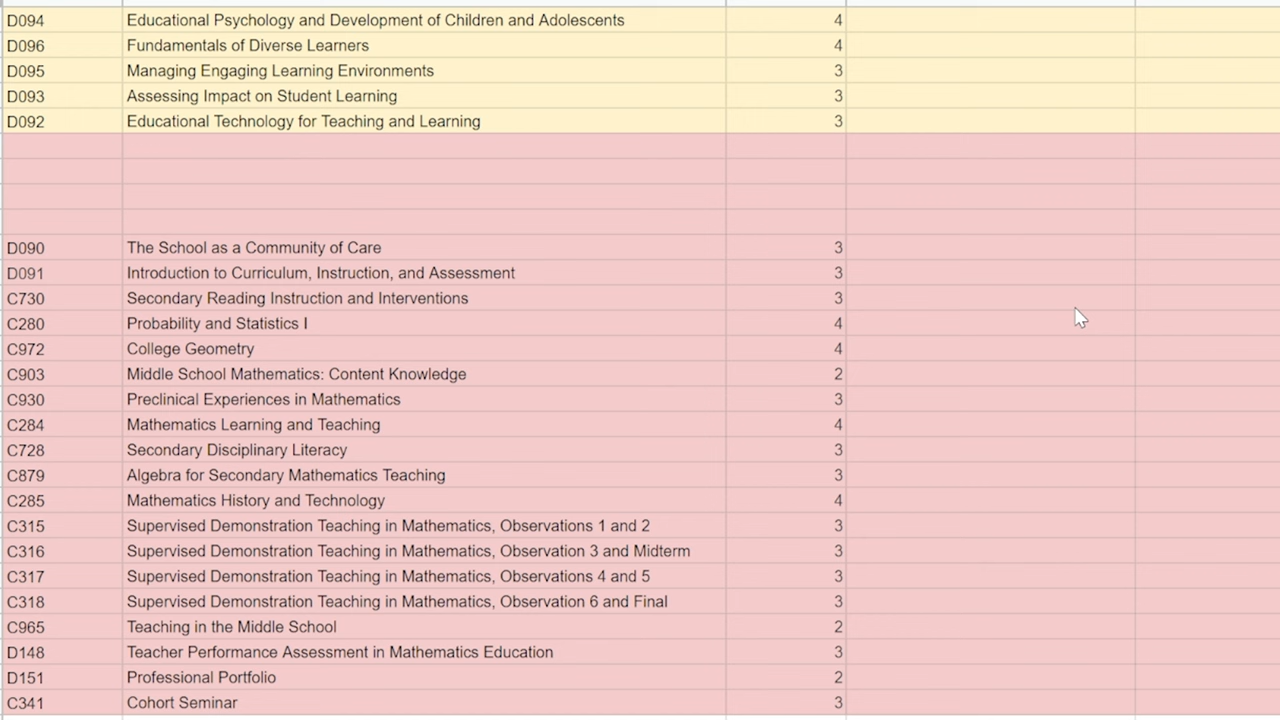 D094 Educational Psychology and Development of Children and Adolescents 4
D096 Fundamentals of Diverse Learners 4
D095 Managing Engaging Learning Environments 3
D093 Assessing Impact on Student Learning 3
D092 Educational Technology for Teaching and Learning 3
D090 The School as a Community of Care 3
D091 Introduction to Curriculum, Instruction, and Assessment 3
C730 Secondary Reading Instruction and Interventions 3
C280 Probability and Statistics I 4
C972 College Geometry 4
C903 Middle School Mathematics: Content Knowledge 2
C930 Preclinical Experiences in Mathematics 3
C284 Mathematics Learning and Teaching 4
C728 Secondary Disciplinary Literacy 3
C879 Algebra for Secondary Mathematics Teaching 3
C285 Mathematics History and Technology 4
C315 Supervised Demonstration Teaching in Mathematics, Observations 1 and 2 3
C316 Supervised Demonstration Teaching in Mathematics, Observation 3 and Midterm 3
C317 Supervised Demonstration Teaching in Mathematics, Observations 4 and 5 3
C318 Supervised Demonstration Teaching in Mathematics, Observation 6 and Final 3
C965 Teaching in the Middle School 2
D148 Teacher Performance Assessment in Mathematics Education 3
D151 Professional Portfolio 2
C341 Cohort Seminar 3